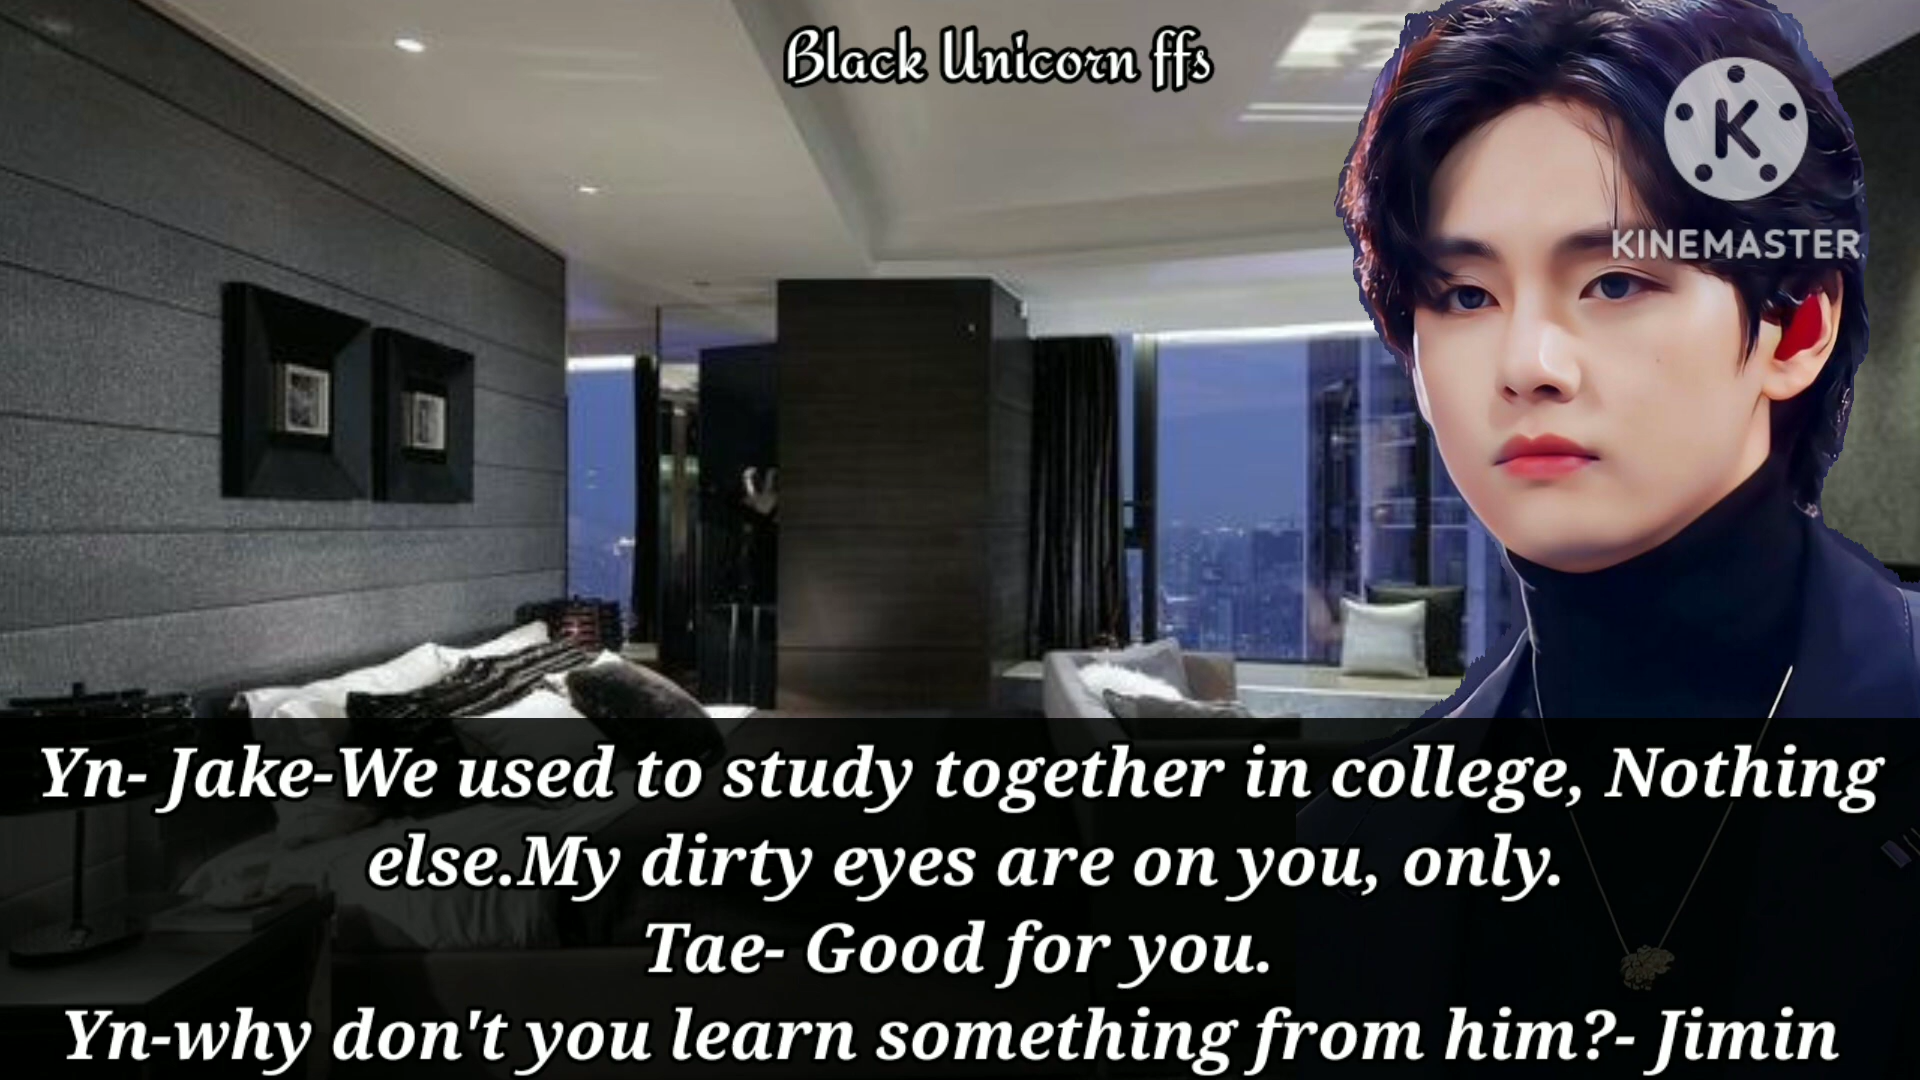 Black Unicorn ffs
K
KINEMASTER
Yn- Jake-We used to study together in college, Nothing
else.My dirty eyes are on you, only.
Tae- Good for you.
Yn-why don't you learn something from him?- Jimin